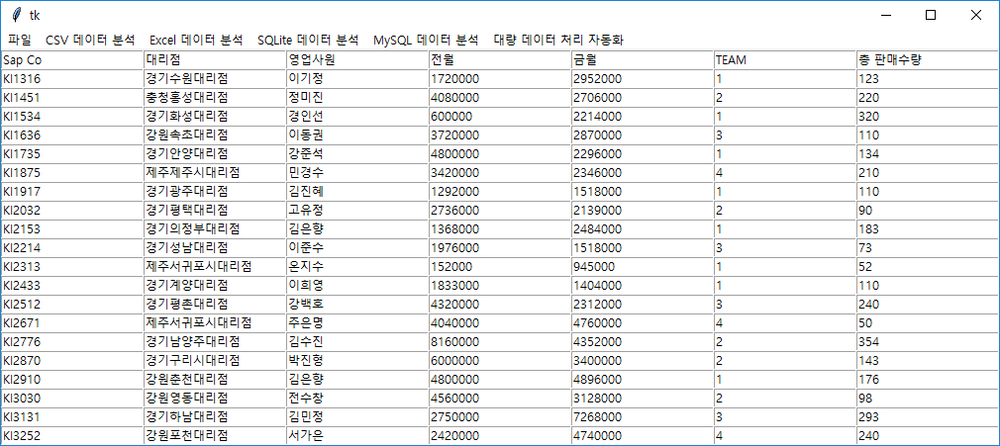 tk
파일 CSV 데이터 분석 Excel 데이터 분석 SQLite 데이터 분석 MySQL 데이터 분석 대량 데이터 처리 자동화
Sap Co 대리점 영업사원 전월 금월 TEAM 총 판매수량
KI1316 경기수원대리점 이기정 1720000 2952000 1 123
KI1451 충청홍성대리점 정미진 4080000 2706000 2 220
KI1534 경기화성대리점 경인선 600000 2214000 1 320
KI1636 강원속초대리점 이동권 3720000 2870000 3 110
KI1735 경기안양대리점 강준석 4800000 2296000 1 134
KI1875 제주제주시대리점 민경수 3420000 2346000 4 210
KI1917 경기광주대리점 김진혜 1292000 1518000 1 110
KI2032 경기평택대리점 고유정 2736000 2139000 2 90
KI2153 경기의정부대리점 김은향 1368000 2484000 1 183
KI2214 경기성남대리점 이준수 1976000 1518000 3 73
KI2313 제주서귀포시대리점 온지수 152000 945000 1 52
KI2433 경기계양대리점 이희영 1833000 1404000 1 110
KI2512 경기평촌대리점 강백호 4320000 2312000 3 240
KI2671 제주서귀포시대리점 주은명 4040000 4760000 4 50
KI2776 경기남양주대리점 김수진 8160000 4352000 2 354
KI2870 경기구리시대리점 박진형 6000000 3400000 2 143
KI2910 강원춘천대리점 김은향 4800000 4896000 1 176
KI3030 강원영동대리점 전수창 4560000 3128000 2 98
KI3131 경기하남대리점 김민정 2750000 7268000 3 293
KI3252 강원포천대리점 서가은 2420000 4740000 4 240